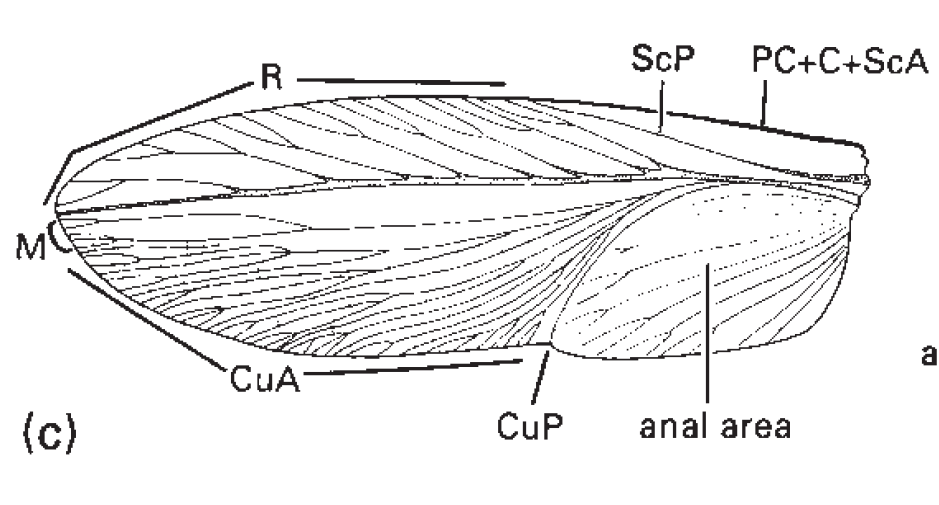 R
ScP
PC+C+ScA
M
CuA
a
CuP
anal area
(c)